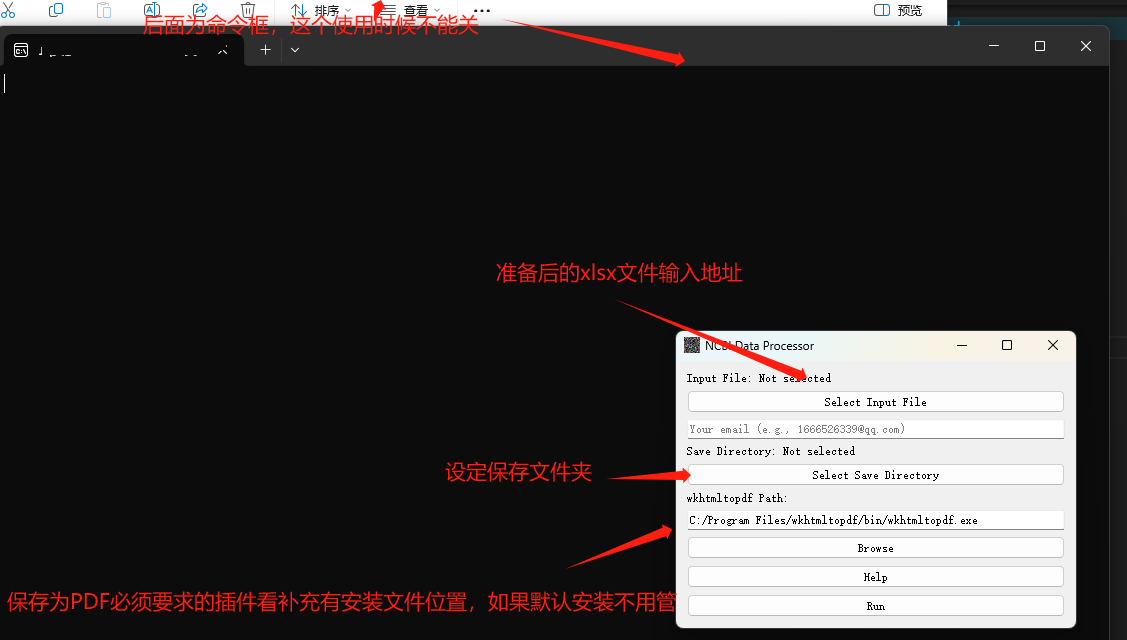 排序
查看
预览
后面为命令框，这个使用时候不能关
准备后的xlsx文件输入地址
NCBI Data Processor
Input File: Not selected
Select Input File
Your email (e.g., 1666526339@qq.com)
Save Directory: Not selected
设定保存文件夹
Select Save Directory
wkhtmltopdf Path:
C:/Program Files/wkhtmltopdf/bin/wkhtmltopdf.exe
Browse
Help
保存为PDF必须要求的插件看补充有安装文件位置，如果默认安装不用管
Run